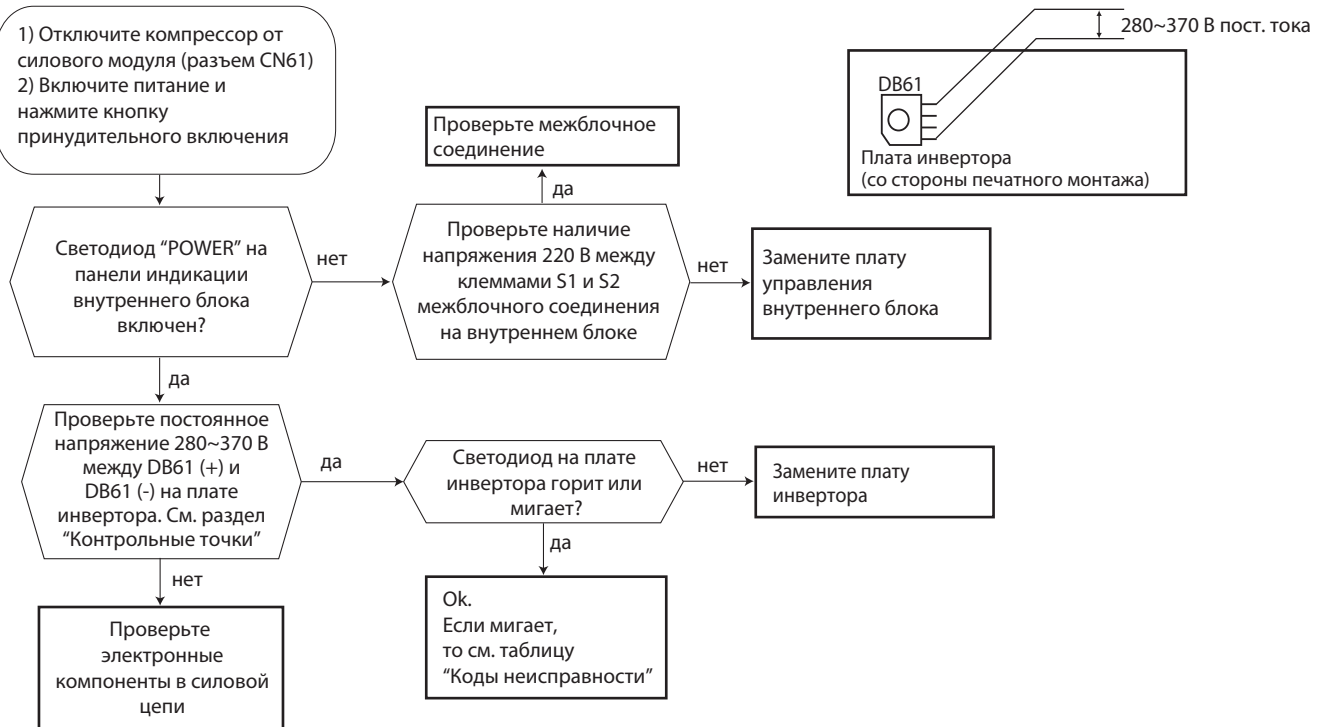 1) Отключите компрессор от
силового модуля (разъем CN61)
2) Включите питание и
нажмите кнопку
принудительного включения
280~370 В пост. тока
DB61
Плата инвертора
(со стороны печатного монтажа)
Проверьте межблочное
соединение
да
Светодиод “POWER” на
панели индикации
внутреннего блока
включен?
нет
Проверьте наличие
напряжения 220 В между
клеммами S1 и S2
межблочного соединения
на внутреннем блоке
нет
Замените плату
управления
внутреннего блока
да
Проверьте постоянное
напряжение 280~370 В
между DB61 (+) и
DB61 (-) на плате
инвертора. См. раздел
“Контрольные точки”
да
Светодиод на плате
инвертора горит или
мигает?
нет
Замените плату
инвертора
да
нет
Ok.
Если мигает,
то см. таблицу
“Коды неисправности”
Проверьте
электронные
компоненты в силовой
цепи